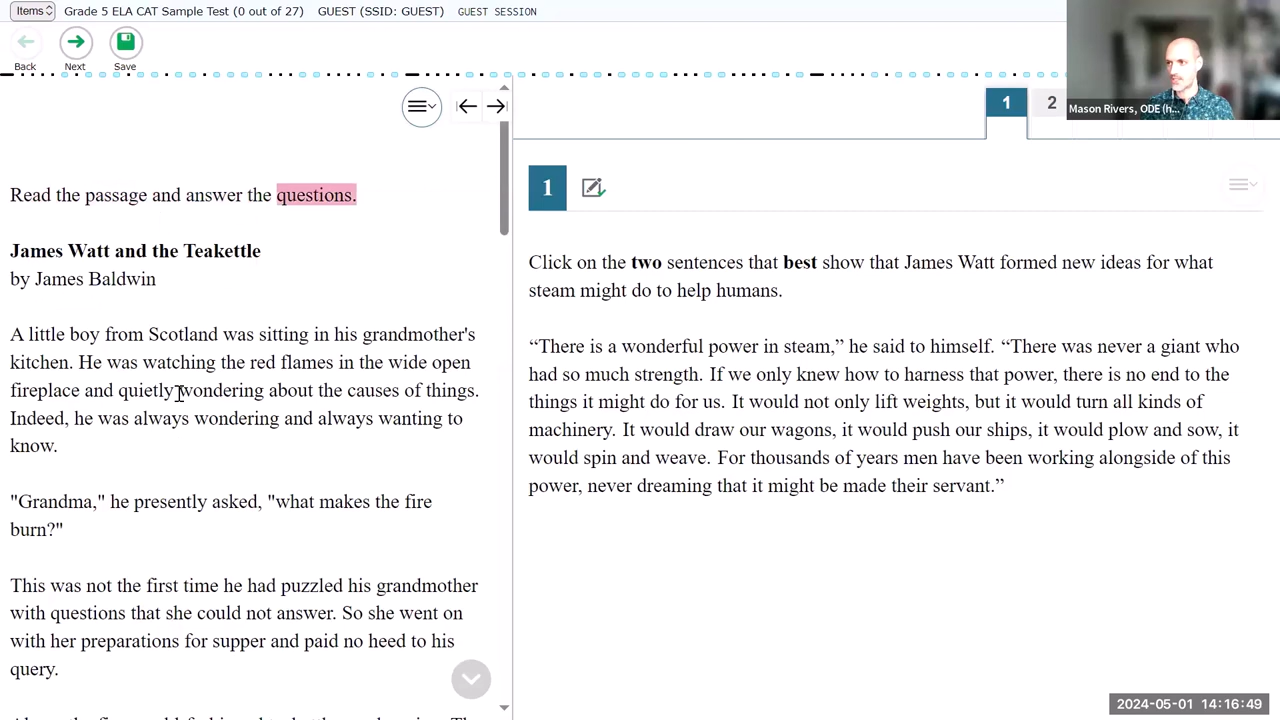 Items
Grade 5 ELA CAT Sample Test (0 out of 27)
GUEST (SSID: GUEST)
GUEST SESSION
Back
Next
Save
Mason Rivers, ODE (h...
1
2
Read the passage and answer the questions.
James Watt and the Teakettle
by James Baldwin
A little boy from Scotland was sitting in his grandmother's
kitchen. He was watching the red flames in the wide open
fireplace and quietly wondering about the causes of things.
Indeed, he was always wondering and always wanting to
know.
"Grandma," he presently asked, "what makes the fire
burn?"
This was not the first time he had puzzled his grandmother
with questions that she could not answer. So she went on
with her preparations for supper and paid no heed to his
query.
1
Click on the two sentences that best show that James Watt formed new ideas for what
steam might do to help humans.
“There is a wonderful power in steam,” he said to himself. “There was never a giant who
had so much strength. If we only knew how to harness that power, there is no end to the
things it might do for us. It would not only lift weights, but it would turn all kinds of
machinery. It would draw our wagons, it would push our ships, it would plow and sow, it
would spin and weave. For thousands of years men have been working alongside of this
power, never dreaming that it might be made their servant.”
2024-05-01 14:16:49